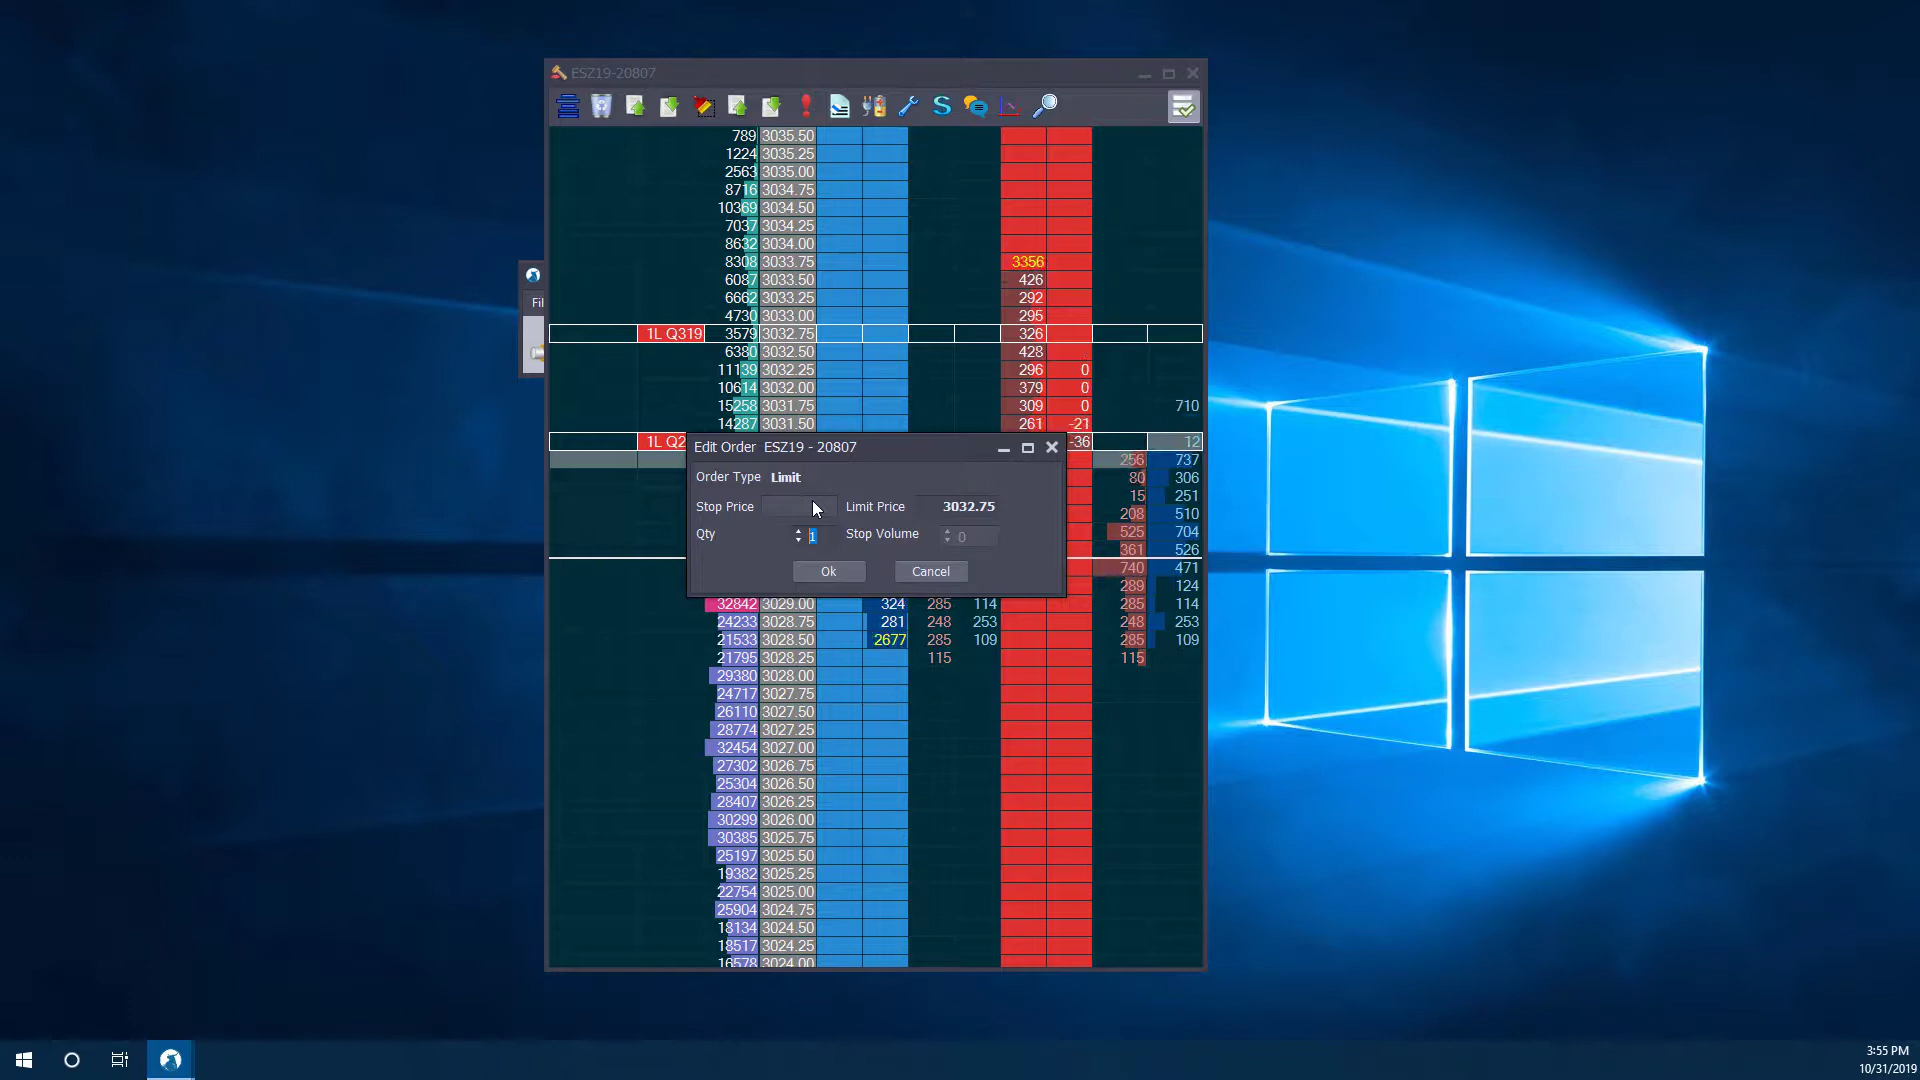 ESZ19-20807
789 3035.50
1224 3035.25
2563 3035.00
8716 3034.75
10369 3034.50
7037 3034.25
8632 3034.00
8308 3033.75 3356
6087 3033.50 426
6662 3033.25 292
Fil
4730 3033.00 295
1L Q319 3579 3032.75 326
6380 3032.50 428
11139 3032.25 296 0
10614 3032.00 379 0
15258 3031.75 309 0 710
14287 3031.50 261 -21
1L Q2 -36 12
Edit Order ESZ19 - 20807
Order Type Limit
Stop Price Limit Price 3032.75
Qty 1 Stop Volume 0
Ok Cancel
256 737
80 306
15 251
208 510
525 704
361 526
740 471
289 124
32842 3029.00 324 285 114 285 114
24233 3028.75 281 248 253 248 253
21533 3028.50 2677 285 109 285 109
21795 3028.25 115 115
29380 3028.00
24717 3027.75
26110 3027.50
28774 3027.25
32454 3027.00
27302 3026.75
25304 3026.50
28407 3026.25
30299 3026.00
30385 3025.75
25197 3025.50
19382 3025.25
22754 3025.00
25904 3024.75
18134 3024.50
18517 3024.25
16578 3024.00
3:55 PM
10/31/2019